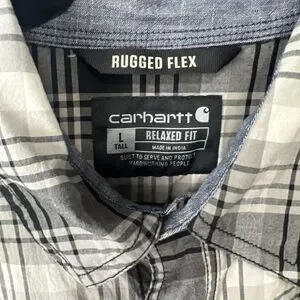 RUGGED FLEX
carhartt
L
TALL
RELAXED FIT
MADE IN INDIA
BUILT TO SERVE AND PROTECT
HARDWORKING PEOPLE